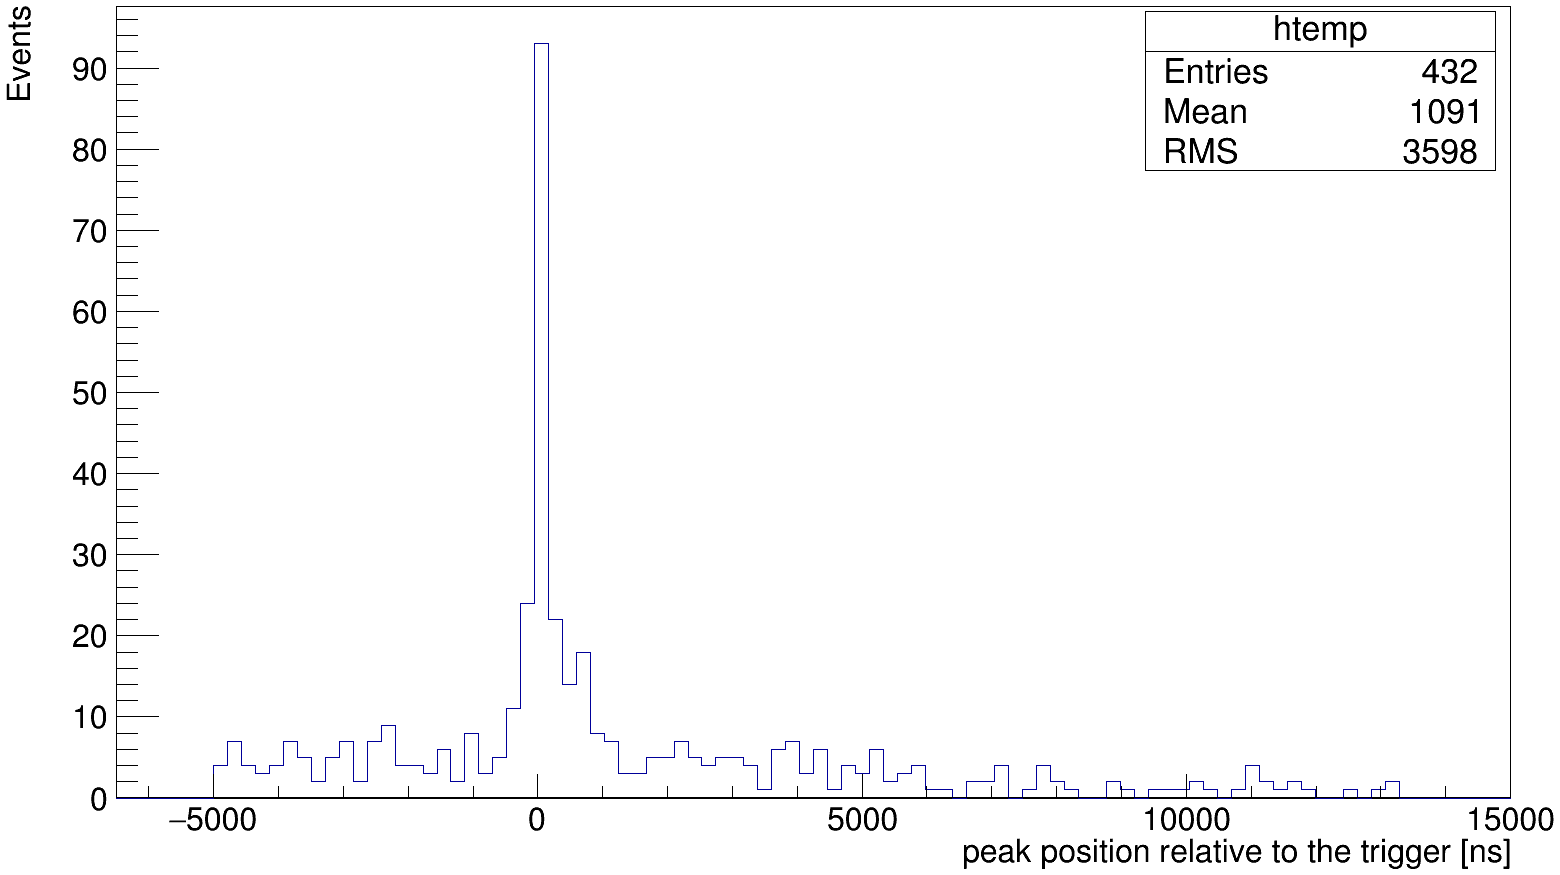 Events
htemp
Entries 432
Mean 1091
RMS 3598
90
80
70
60
50
40
30
20
10
0
−5000 0 5000 10000 15000
peak position relative to the trigger [ns]